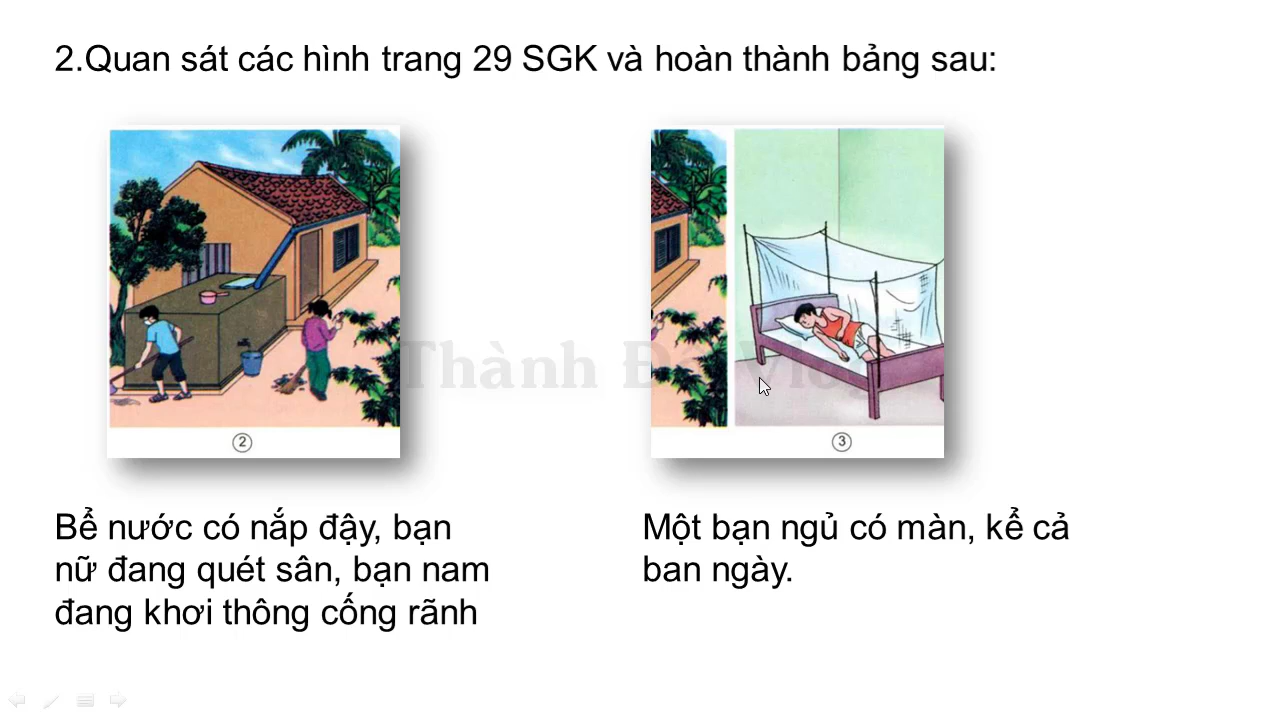 2.Quan sát các hình trang 29 SGK và hoàn thành bảng sau:
Thành Đ
2
3
Bể nước có nắp đậy, bạn
nữ đang quét sân, bạn nam
đang khơi thông cống rãnh
Một bạn ngủ có màn, kể cả
ban ngày.